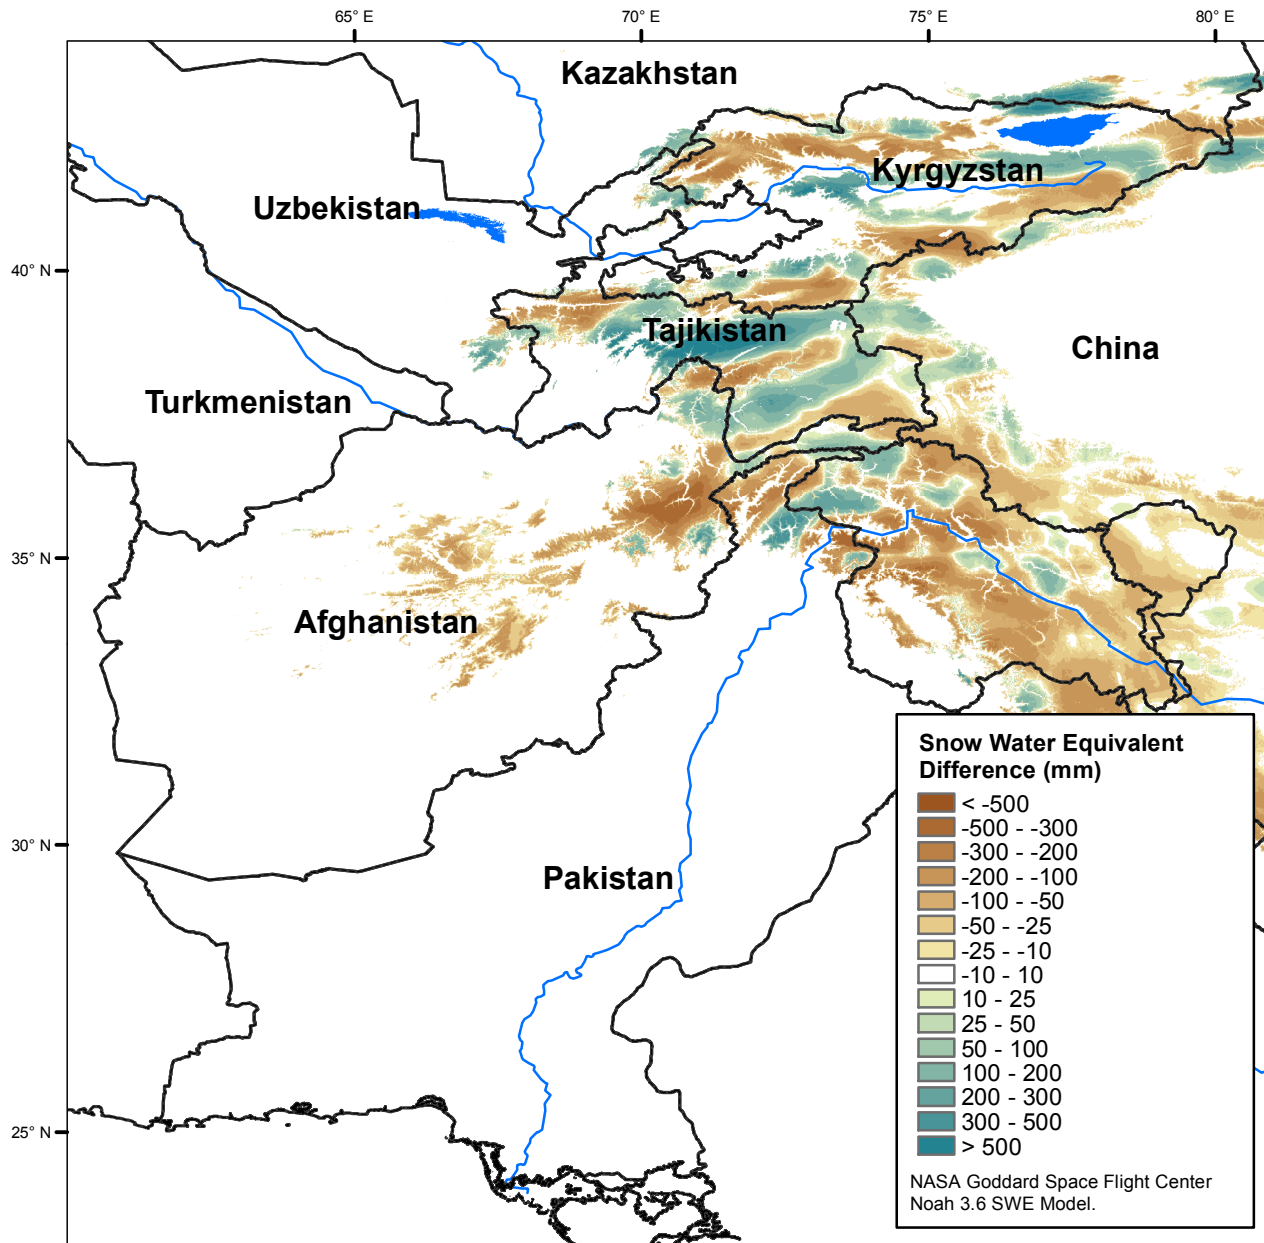 65° E
70° E
75° E
80° E
Kazakhstan
Kyrgyzstan
Uzbekistan
40° N
Tajikistan
China
Turkmenistan
35° N
Afghanistan
30° N
Pakistan
25° N
Snow Water Equivalent
Difference (mm)
< -500
-500 - -300
-300 - -200
-200 - -100
-100 - -50
-50 - -25
-25 - -10
-10 - 10
10 - 25
25 - 50
50 - 100
100 - 200
200 - 300
300 - 500
> 500
NASA Goddard Space Flight Center
Noah 3.6 SWE Model.